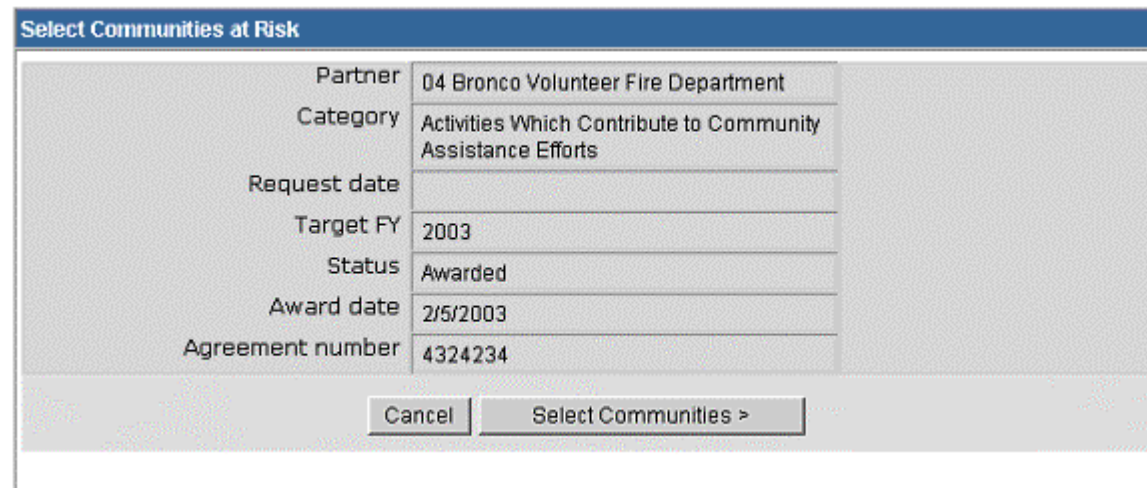 Select Communities at Risk
Partner 04 Bronco Volunteer Fire Department
Category Activities Which Contribute to Community
Assistance Efforts
Request date
Target FY 2003
Status Awarded
Award date 2/5/2003
Agreement number 4324234
Cancel Select Communities >